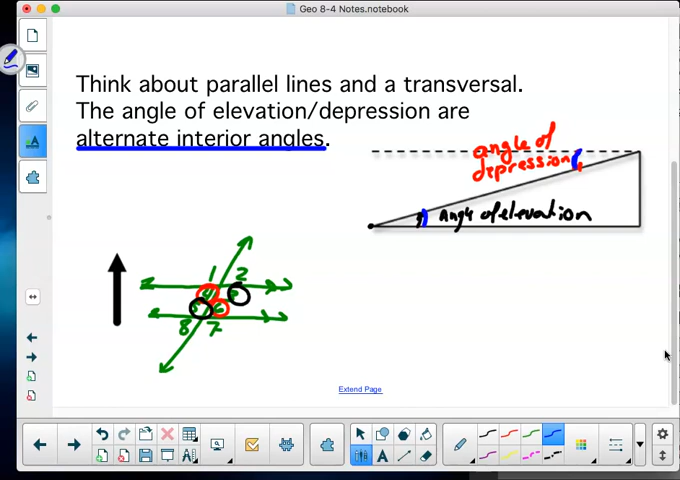 Geo 8-4 Notes.notebook
Think about parallel lines and a transversal.
The angle of elevation/depression are
alternate interior angles.
angle of
depression
Angle of elevation
1 2
4
6
8 7
Extend Page